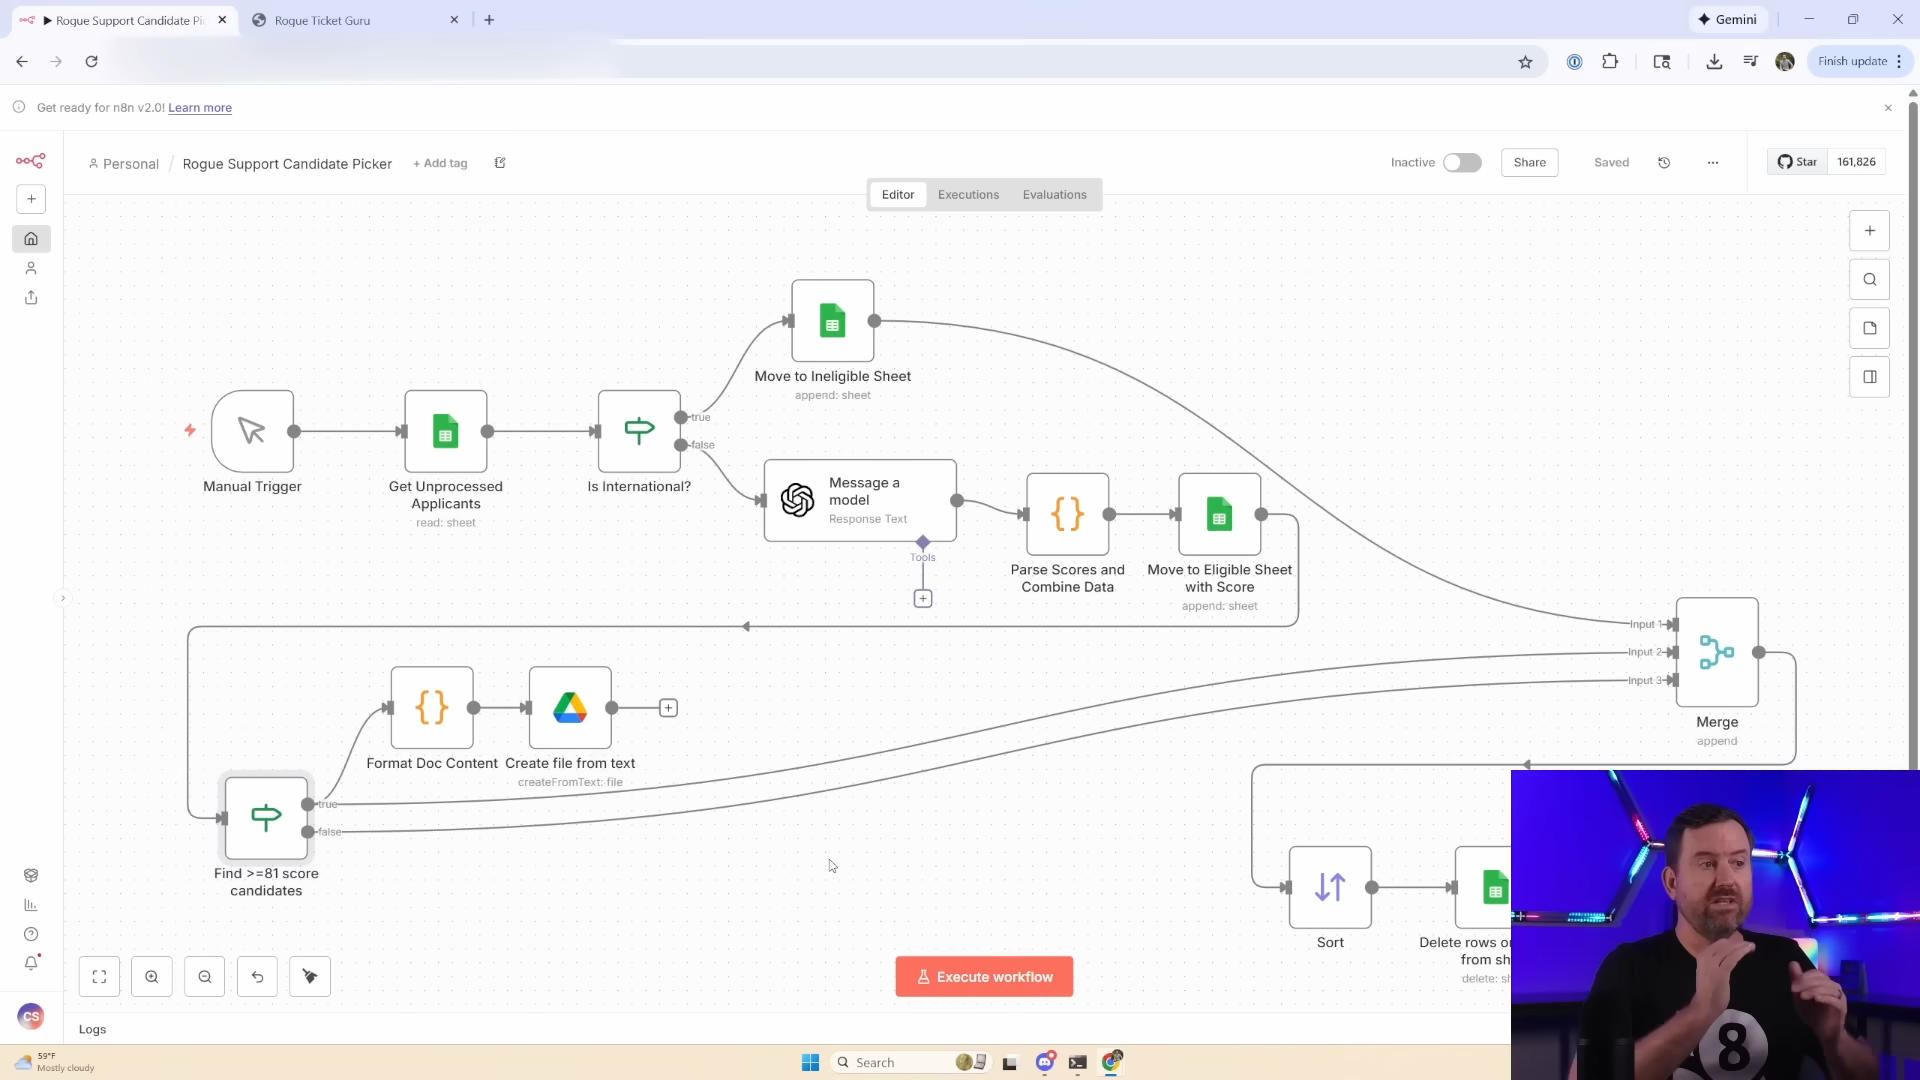 Rogue Support Candidate Pi
Rogue Ticket Guru
Gemini
Finish update
Get ready for n8n v2.0! Learn more
Personal / Rogue Support Candidate Picker + Add tag
Inactive
Share
Saved
Star 161,826
Editor Executions Evaluations
Move to Ineligible Sheet
append: sheet
true
false
Manual Trigger
Get Unprocessed
Applicants
read: sheet
Is International?
Message a
model
Response Text
Tools
Parse Scores and
Combine Data
Move to Eligible Sheet
with Score
append: sheet
Input 1
Input 2
Input 3
Merge
append
Format Doc Content
Create file from text
createFromText: file
true
false
Find >=81 score
candidates
Sort
Delete rows o
from sh
delete: sh
Execute workflow
CS
Logs
59°F
Mostly cloudy
Search
8